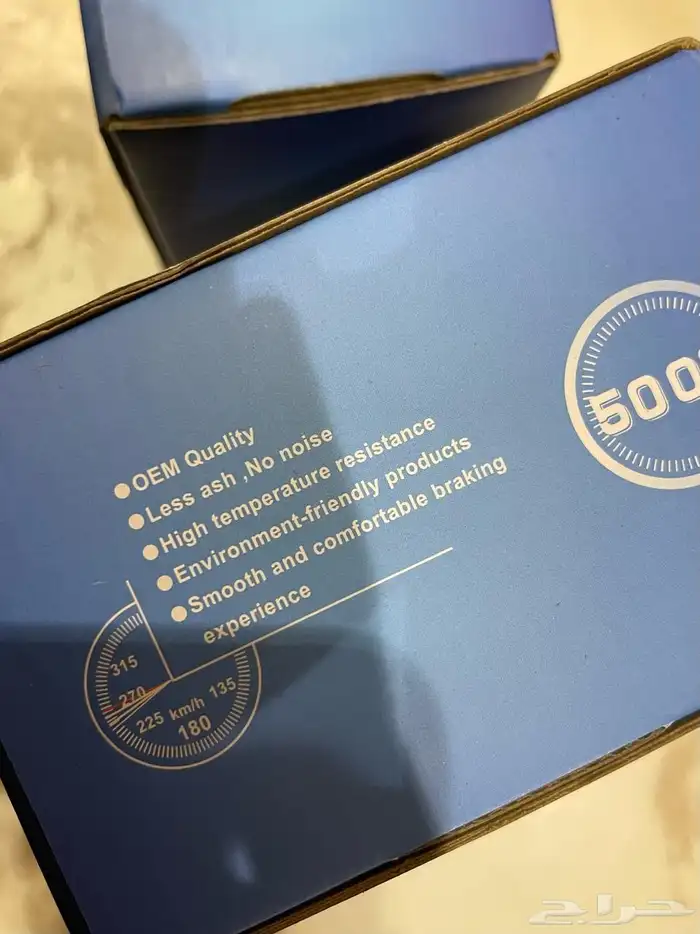 ●OEM Quality
●Less ash ,No noise
●High temperature resistance
●Environment-friendly products
●Smooth and comfortable braking
experience
315
270
225 km/h 135
180
500
حراج